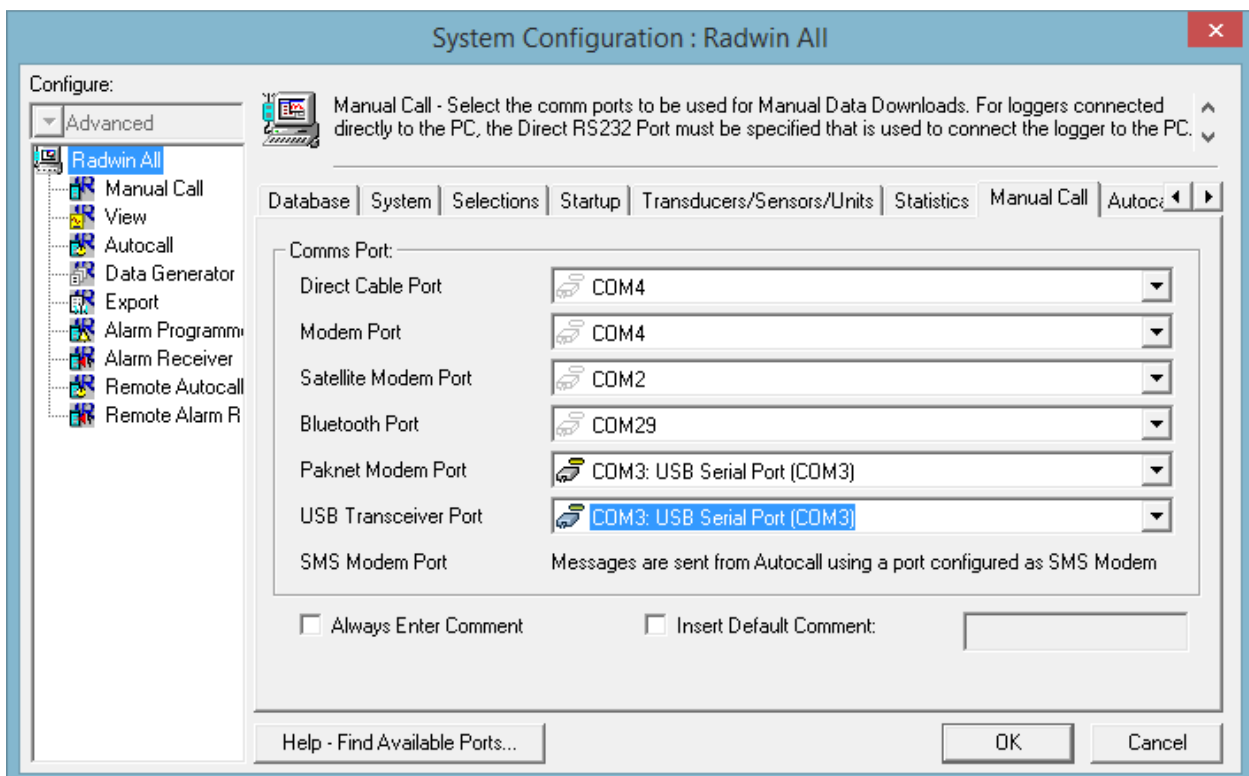 System Configuration : Radwin All
Configure:
Advanced
Radwin All
Manual Call
View
Autocall
Data Generator
Export
Alarm Programm
Alarm Receiver
Remote Autocall
Remote Alarm R
Manual Call - Select the comm ports to be used for Manual Data Downloads. For loggers connected
directly to the PC, the Direct RS232 Port must be specified that is used to connect the logger to the PC.
Database System Selections Startup Transducers/Sensors/Units Statistics Manual Call Autoca
Comms Port:
Direct Cable Port COM4
Modem Port COM4
Satellite Modem Port COM2
Bluetooth Port COM29
Paknet Modem Port COM3: USB Serial Port (COM3)
USB Transceiver Port COM3: USB Serial Port (COM3)
SMS Modem Port Messages are sent from Autocall using a port configured as SMS Modem
Always Enter Comment Insert Default Comment:
Help - Find Available Ports... OK Cancel